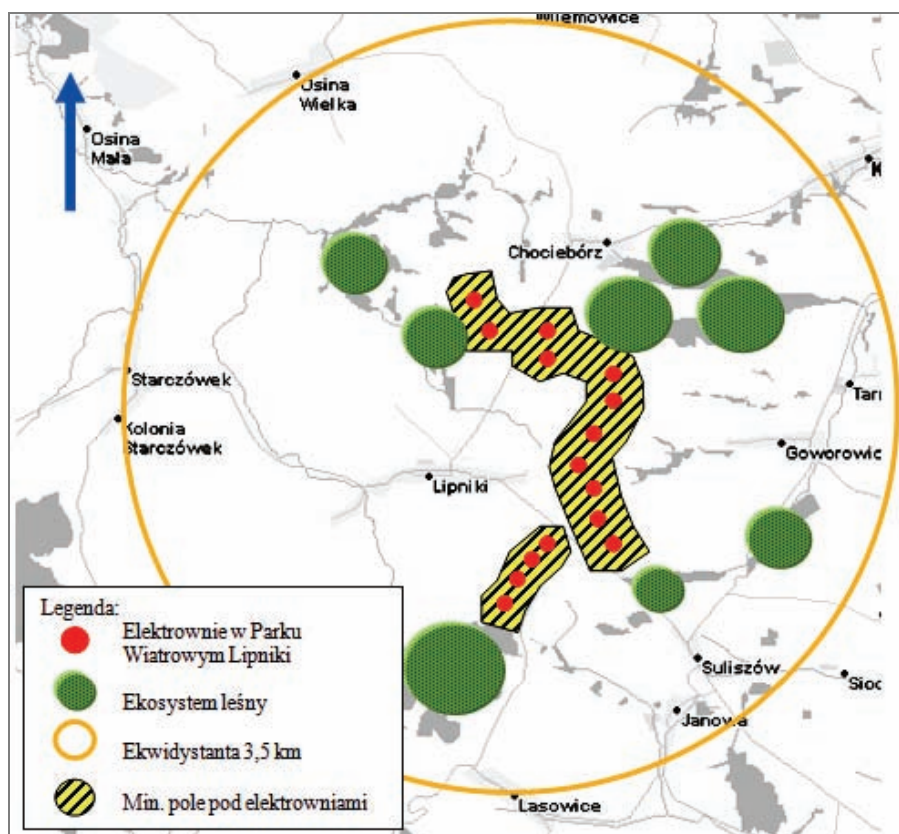 Osina
Wielka
Osina
Mała
Chociebórz
Starczówek
Kolonia
Starczówek
Lipniki
Suliszów
Janowa
Lasowice
Legenda:
Elektrownie w Parku
Wiatrowym Lipniki
Ekosystem leśny
Ekwidystanta 3,5 km
Min. pole pod elektrowniami